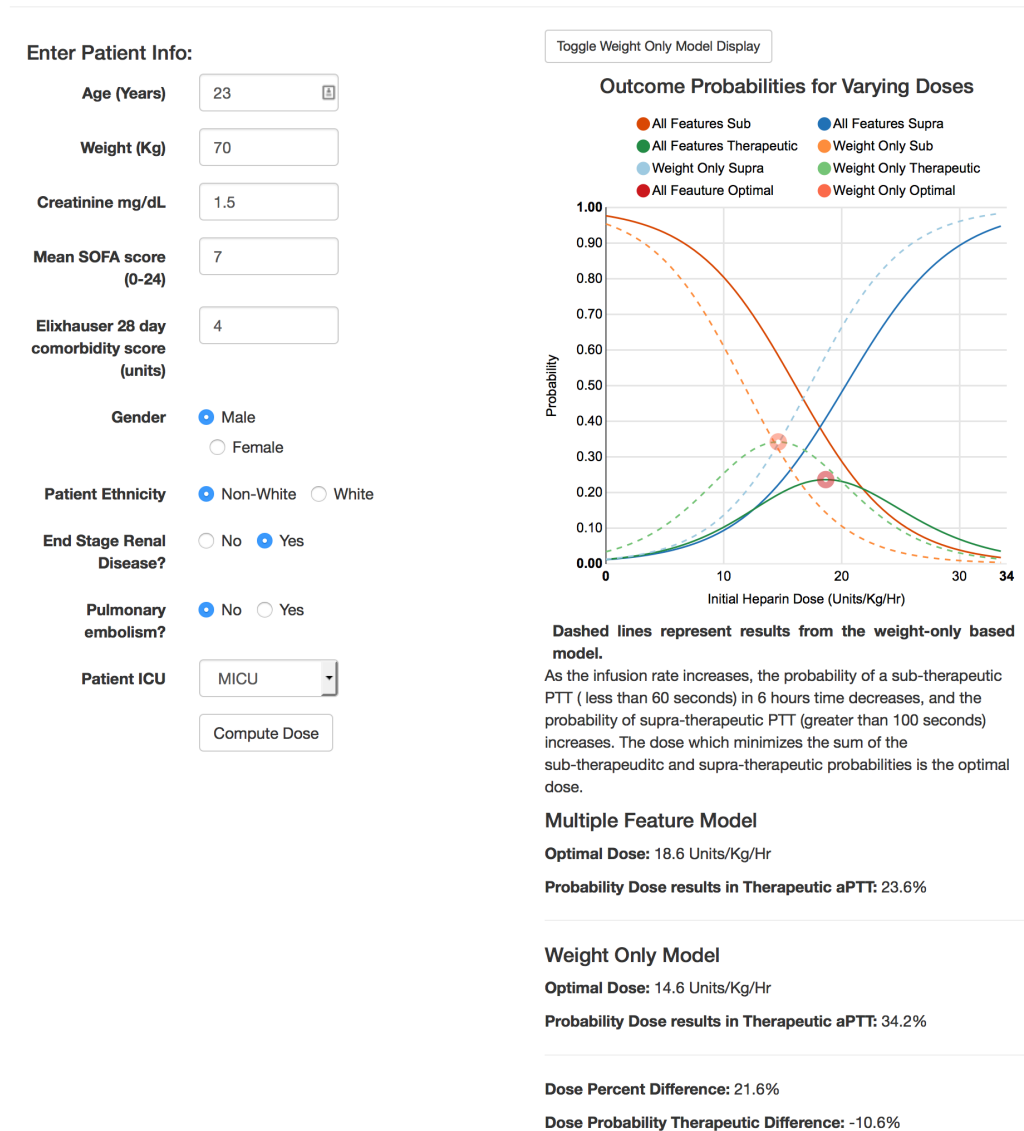 Enter Patient Info:
Age (Years)
23
Weight (Kg)
70
Creatinine mg/dL
1.5
Mean SOFA score
(0-24)
7
Elixhauser 28 day
comorbidity score
(units)
4
Gender
Male
Female
Patient Ethnicity
Non-White
White
End Stage Renal
Disease?
No
Yes
Pulmonary
embolism?
No
Yes
Patient ICU
MICU
Compute Dose
Toggle Weight Only Model Display
Outcome Probabilities for Varying Doses
All Features Sub
All Features Supra
All Features Therapeutic
Weight Only Sub
Weight Only Supra
Weight Only Therapeutic
All Feauture Optimal
Weight Only Optimal
1.00
0.90
0.80
0.70
0.60
0.50
0.40
0.30
0.20
0.10
0.00
Probability
0
10
20
30
34
Initial Heparin Dose (Units/Kg/Hr)
Dashed lines represent results from the weight-only based
model.
As the infusion rate increases, the probability of a sub-therapeutic
PTT ( less than 60 seconds) in 6 hours time decreases, and the
probability of supra-therapeutic PTT (greater than 100 seconds)
increases. The dose which minimizes the sum of the
sub-therapeuditc and supra-therapeutic probabilities is the optimal
dose.
Multiple Feature Model
Optimal Dose: 18.6 Units/Kg/Hr
Probability Dose results in Therapeutic aPTT: 23.6%
Weight Only Model
Optimal Dose: 14.6 Units/Kg/Hr
Probability Dose results in Therapeutic aPTT: 34.2%
Dose Percent Difference: 21.6%
Dose Probability Therapeutic Difference: -10.6%